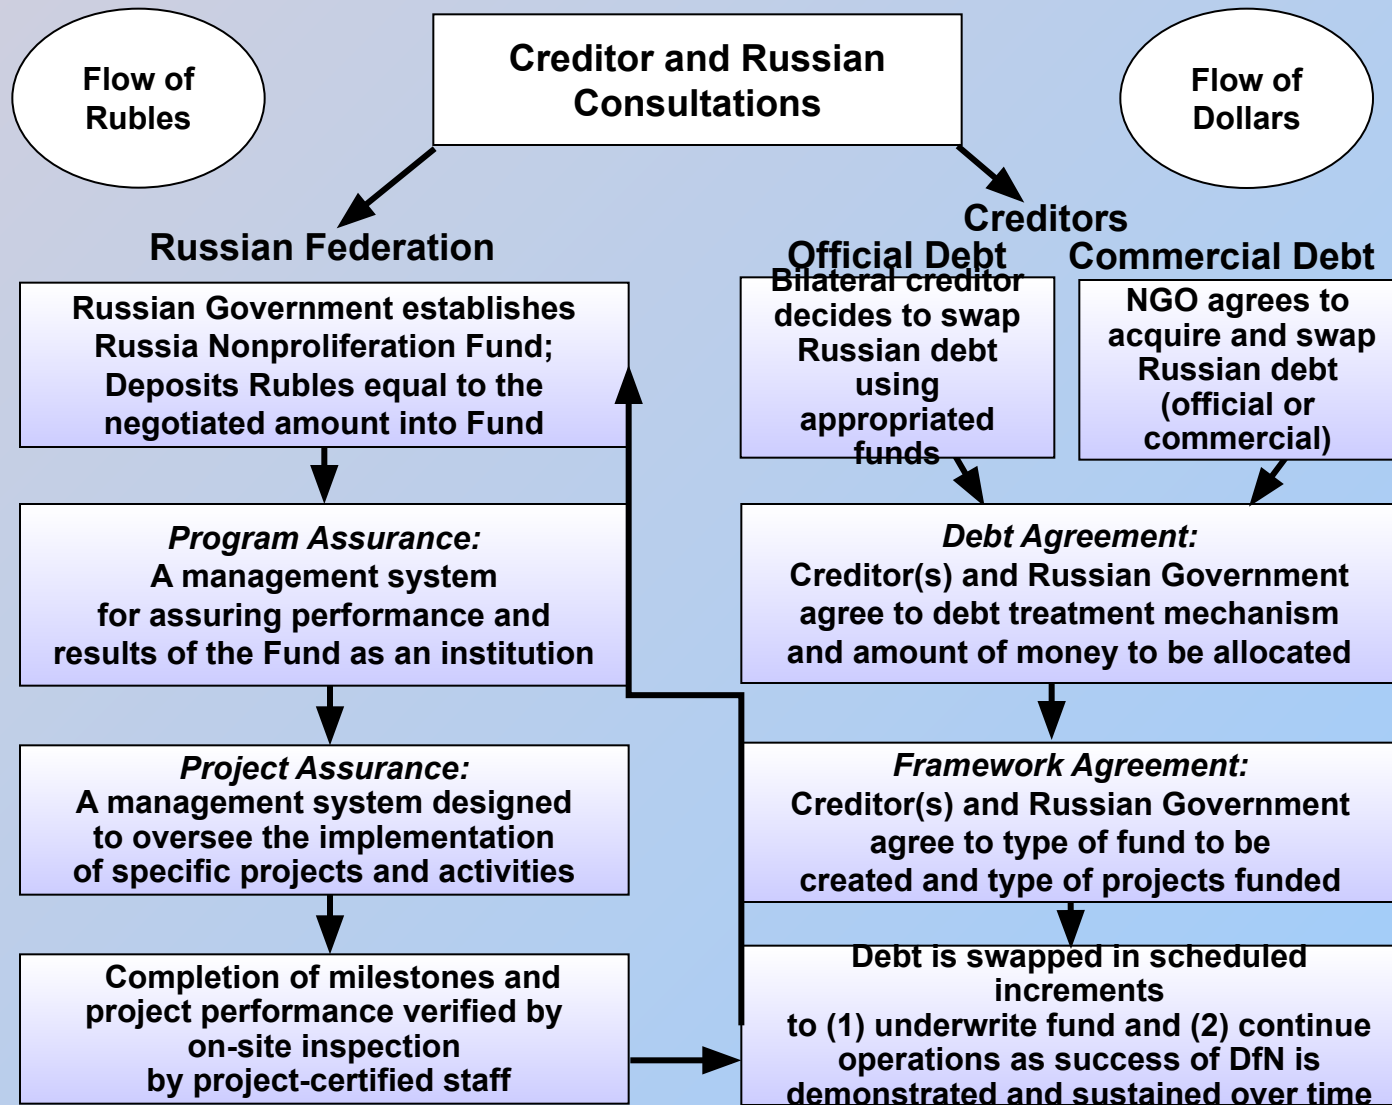 Flow of
Rubles
Creditor and Russian
Consultations
Flow of
Dollars
Russian Federation
Russian Government establishes
Russia Nonproliferation Fund;
Deposits Rubles equal to the
negotiated amount into Fund
Program Assurance:
A management system
for assuring performance and
results of the Fund as an institution
Project Assurance:
A management system designed
to oversee the implementation
of specific projects and activities
Completion of milestones and
project performance verified by
on-site inspection
by project-certified staff
Creditors
Official Debt
Bilateral creditor
decides to swap
Russian debt
using
appropriated
funds
Commercial Debt
NGO agrees to
acquire and swap
Russian debt
(official or
commercial)
Debt Agreement:
Creditor(s) and Russian Government
agree to debt treatment mechanism
and amount of money to be allocated
Framework Agreement:
Creditor(s) and Russian Government
agree to type of fund to be
created and type of projects funded
Debt is swapped in scheduled
increments
to (1) underwrite fund and (2) continue
operations as success of DfN is
demonstrated and sustained over time